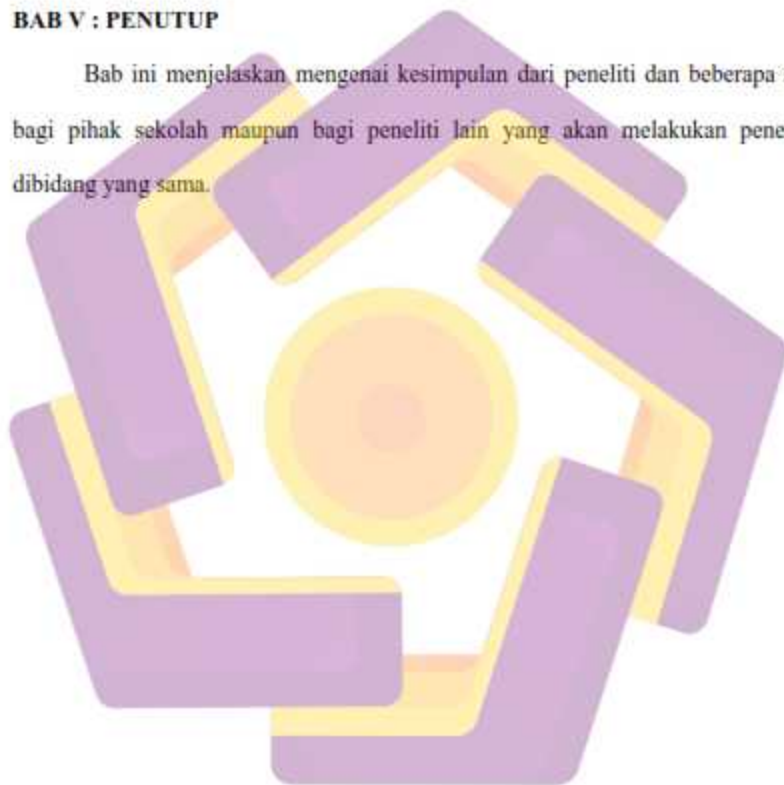 BAB V : PENUTUP
Bab ini menjelaskan mengenai kesimpulan dari peneliti dan beberapa
bagi pihak sekolah maupun bagi peneliti lain yang akan melakukan pene
dibidang yang sama.